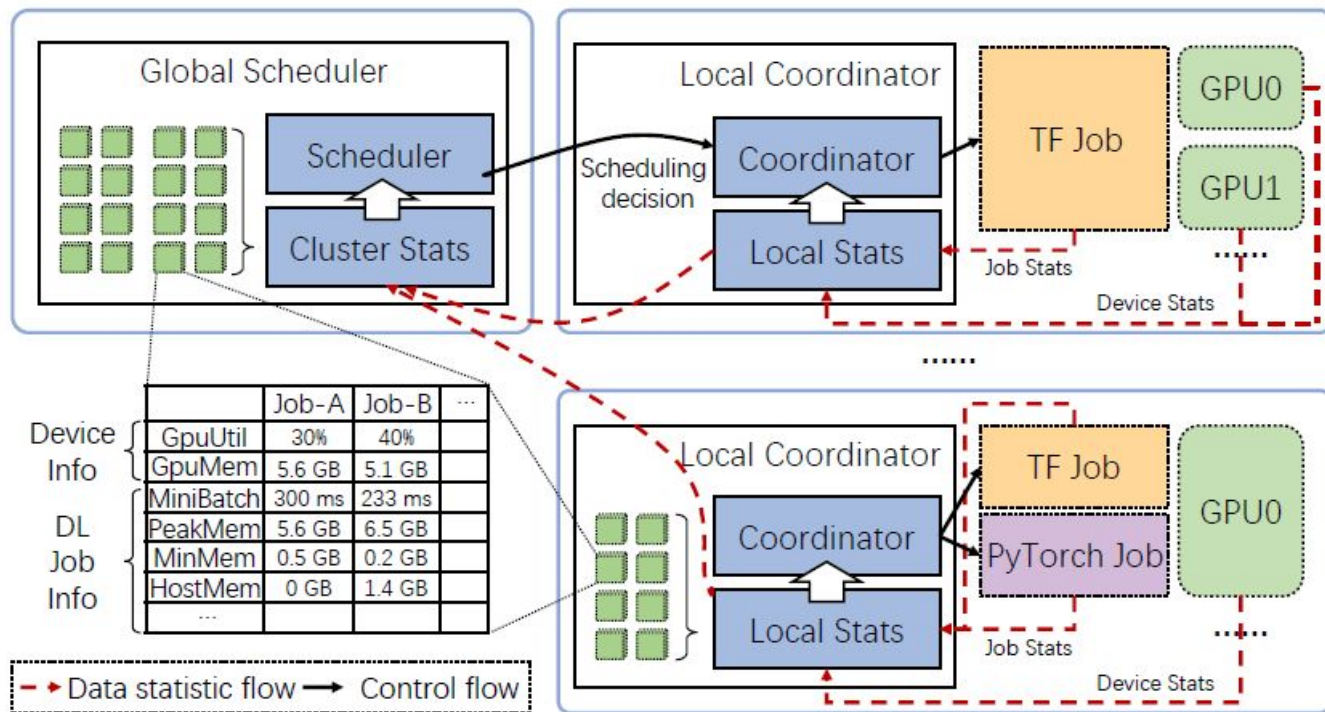 Global Scheduler
Scheduler
Cluster Stats
Local Coordinator
Scheduling
decision
Coordinator
Local Stats
TF Job
GPU0
GPU1
......
Job Stats
Device Stats
......
Job-A Job-B ...
Device
Info
GpuUtil 30% 40%
GpuMem 5.6 GB 5.1 GB
DL
Job
Info
MiniBatch 300 ms 233 ms
PeakMem 5.6 GB 6.5 GB
MinMem 0.5 GB 0.2 GB
HostMem 0 GB 1.4 GB
...
Local Coordinator
Coordinator
Local Stats
TF Job
PyTorch Job
GPU0
......
Job Stats
Device Stats
Data statistic flow
Control flow